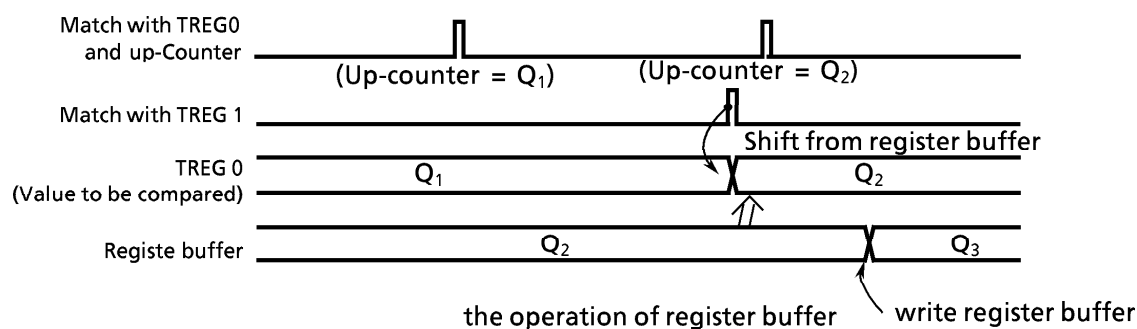 Match with TREG0
and up-Counter
(Up-counter = Q₁)
(Up-counter = Q₂)
Match with TREG 1
Shift from register buffer
TREG 0
(Value to be compared)
Q₁
Q₂
Registe buffer
Q₂
Q₃
the operation of register buffer
write register buffer